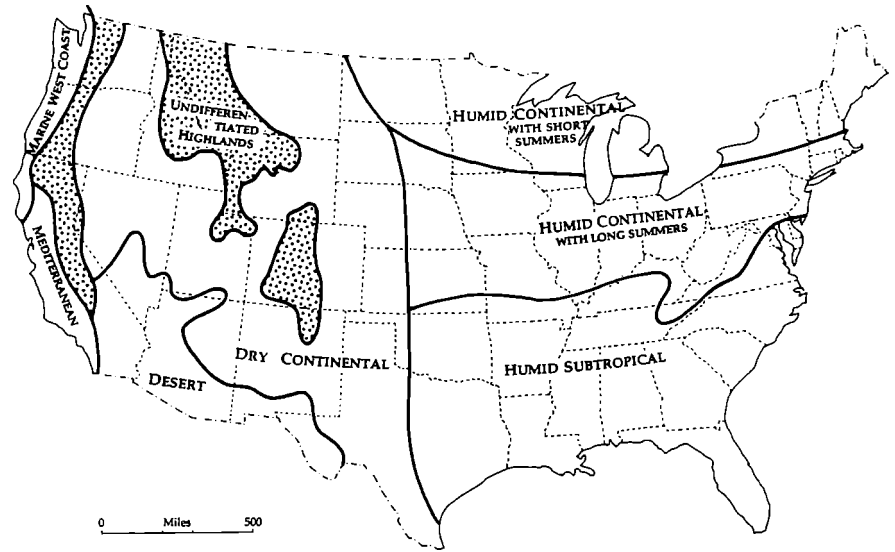 MARINE WEST COAST
UNDIFFEREN-
TIATED
HIGHLANDS
HUMID CONTINENTAL
WITH SHORT
SUMMERS
HUMID CONTINENTAL
WITH LONG SUMMERS
MEDITERRANEAN
DRY CONTINENTAL
HUMID SUBTROPICAL
DESERT
0 Miles 500